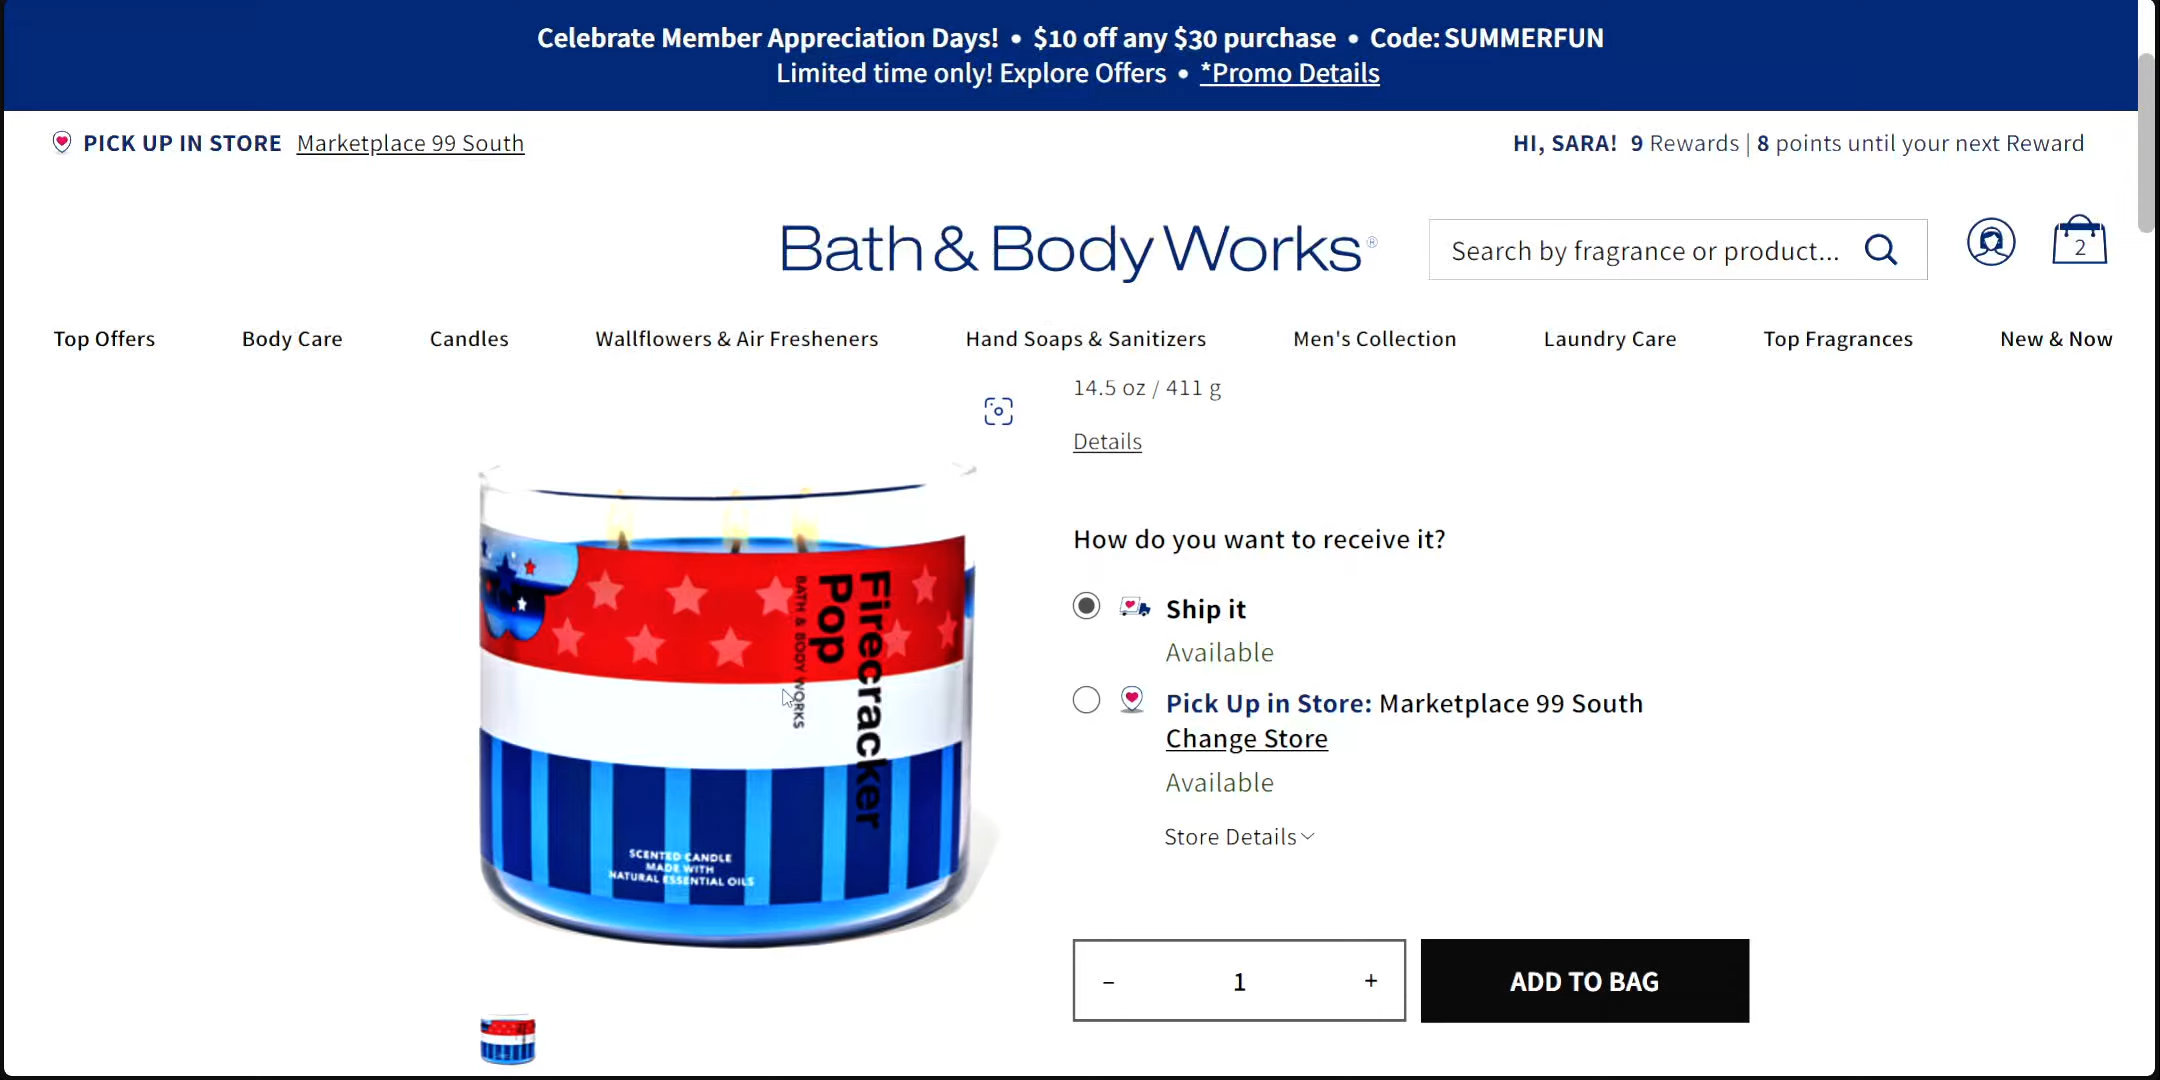 Celebrate Member Appreciation Days! • $10 off any $30 purchase • Code: SUMMERFUN
Limited time only! Explore Offers • *Promo Details
PICK UP IN STORE Marketplace 99 South
HI, SARA! 9 Rewards | 8 points until your next Reward
Bath & Body Works®
Search by fragrance or product...
2
Top Offers Body Care Candles Wallflowers & Air Fresheners Hand Soaps & Sanitizers Men's Collection Laundry Care Top Fragrances New & Now
14.5 oz / 411 g
Details
Firecracker
Pop
BATH & BODY WORKS
SCENTED CANDLE
MADE WITH
NATURAL ESSENTIAL OILS
How do you want to receive it?
Ship it
Available
Pick Up in Store: Marketplace 99 South
Change Store
Available
Store Details
- 1 +
ADD TO BAG